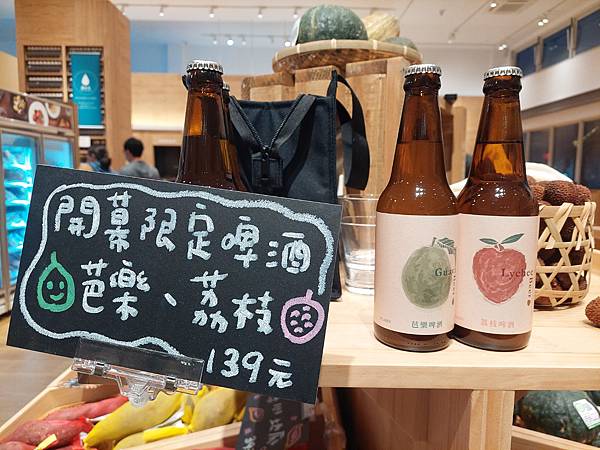 開幕限定啤酒
芭樂、荔枝
139元
Guava
芭樂啤酒
Lychee
荔枝啤酒